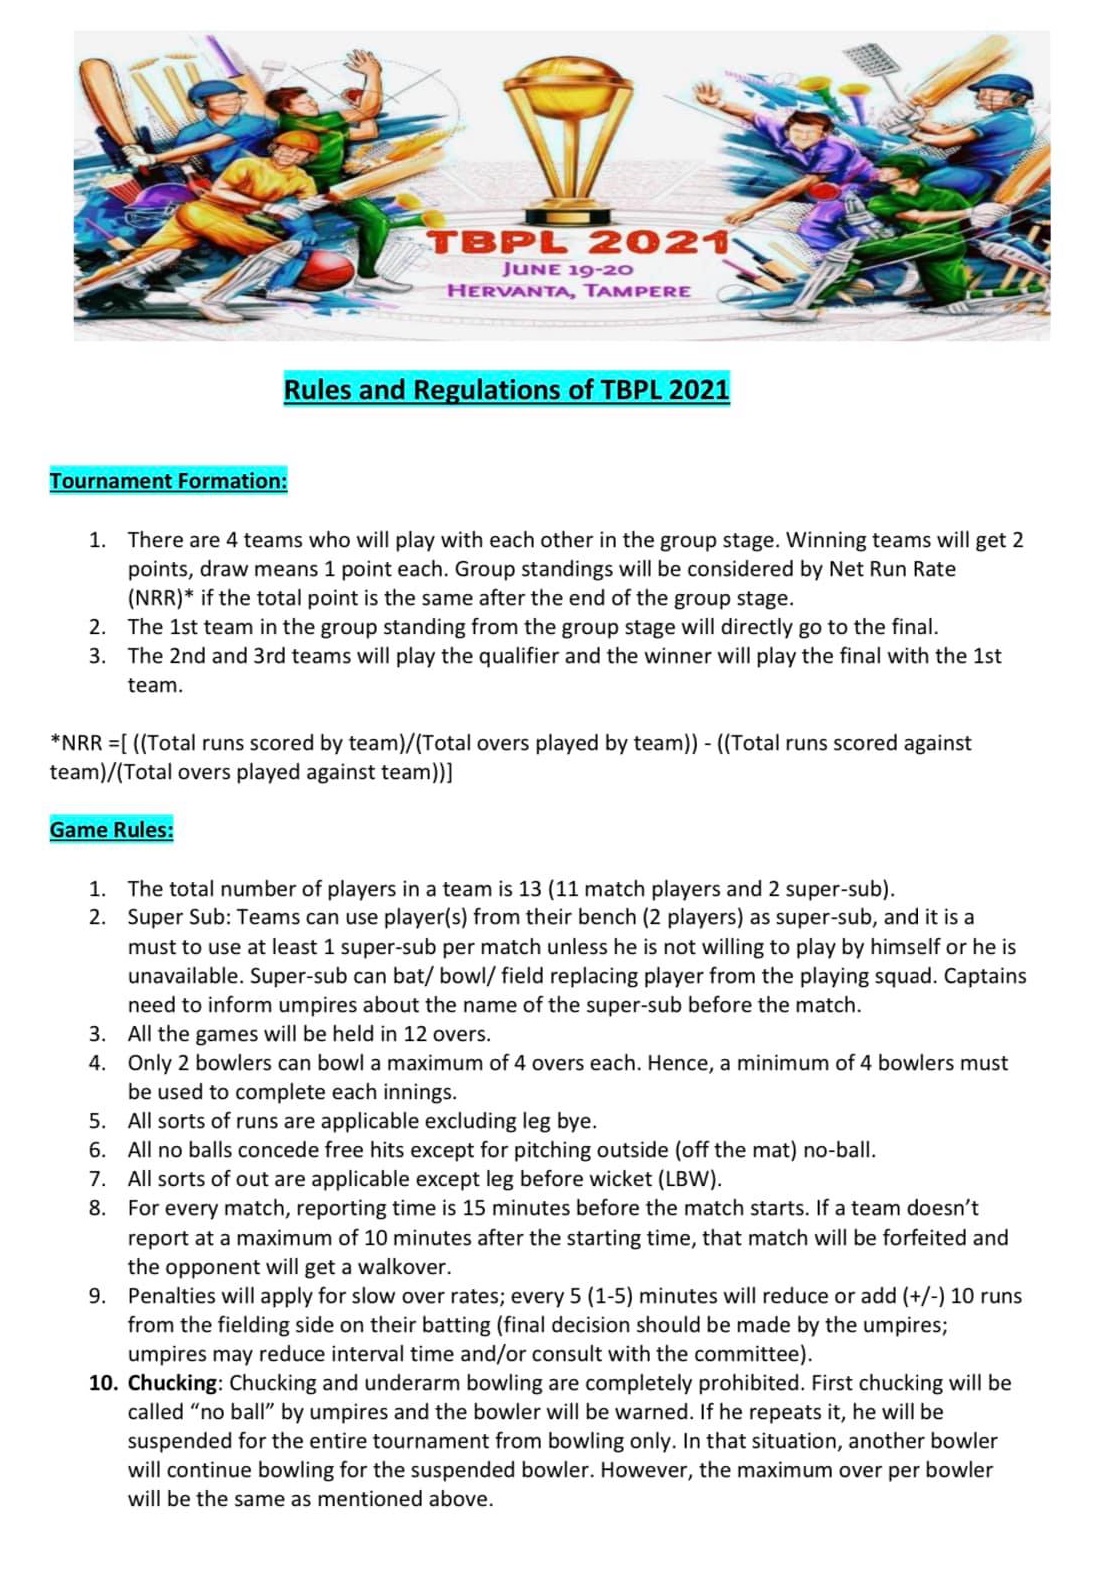 TBPL 2021
JUNE 19-20
HERVANTA, TAMPERE
Rules and Regulations of TBPL 2021
Tournament Formation:
1. There are 4 teams who will play with each other in the group stage. Winning teams will get 2
points, draw means 1 point each. Group standings will be considered by Net Run Rate
(NRR)* if the total point is the same after the end of the group stage.
2. The 1st team in the group standing from the group stage will directly go to the final.
3. The 2nd and 3rd teams will play the qualifier and the winner will play the final with the 1st
team.
*NRR =[ ((Total runs scored by team)/(Total overs played by team)) - ((Total runs scored against
team)/(Total overs played against team))]
Game Rules:
1. The total number of players in a team is 13 (11 match players and 2 super-sub).
2. Super Sub: Teams can use player(s) from their bench (2 players) as super-sub, and it is a
must to use at least 1 super-sub per match unless he is not willing to play by himself or he is
unavailable. Super-sub can bat/ bowl/ field replacing player from the playing squad. Captains
need to inform umpires about the name of the super-sub before the match.
3. All the games will be held in 12 overs.
4. Only 2 bowlers can bowl a maximum of 4 overs each. Hence, a minimum of 4 bowlers must
be used to complete each innings.
5. All sorts of runs are applicable excluding leg bye.
6. All no balls concede free hits except for pitching outside (off the mat) no-ball.
7. All sorts of out are applicable except leg before wicket (LBW).
8. For every match, reporting time is 15 minutes before the match starts. If a team doesn’t
report at a maximum of 10 minutes after the starting time, that match will be forfeited and
the opponent will get a walkover.
9. Penalties will apply for slow over rates; every 5 (1-5) minutes will reduce or add (+/-) 10 runs
from the fielding side on their batting (final decision should be made by the umpires;
umpires may reduce interval time and/or consult with the committee).
10. Chucking: Chucking and underarm bowling are completely prohibited. First chucking will be
called “no ball” by umpires and the bowler will be warned. If he repeats it, he will be
suspended for the entire tournament from bowling only. In that situation, another bowler
will continue bowling for the suspended bowler. However, the maximum over per bowler
will be the same as mentioned above.